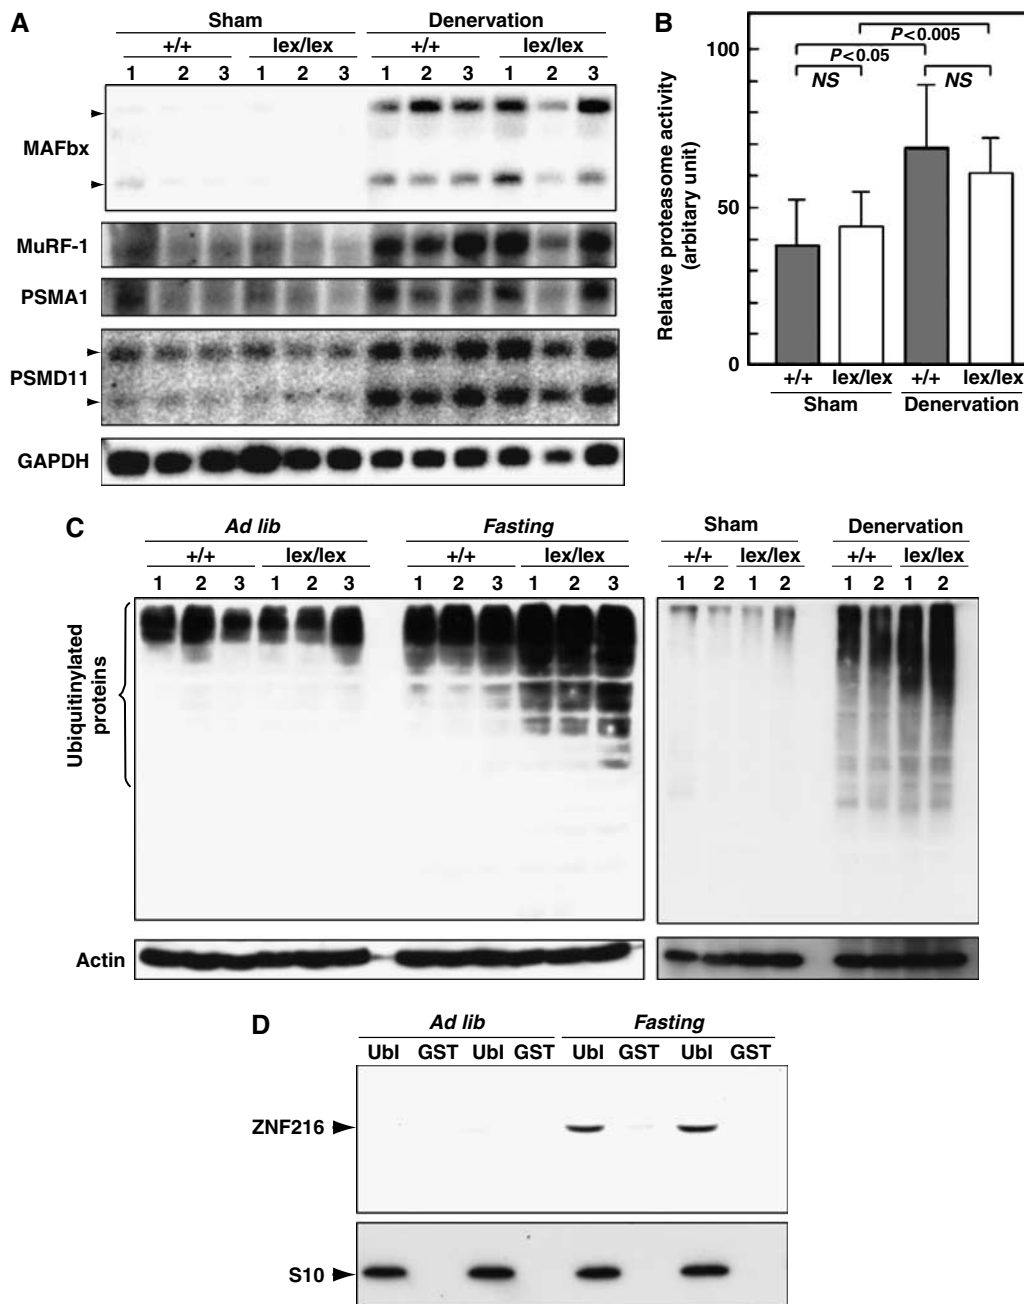 A
Sham Denervation
+/+ lex/lex +/+ lex/lex
1 2 3 1 2 3 1 2 3 1 2 3
MAFbx
MuRF-1
PSMA1
PSMD11
GAPDH
B
Relative proteasome activity
(arbitary unit)
100
50
0
P<0.005
P<0.05
NS NS
+/+ lex/lex +/+ lex/lex
Sham Denervation
C
Ad lib Fasting Sham Denervation
+/+ lex/lex +/+ lex/lex +/+ lex/lex +/+ lex/lex
1 2 3 1 2 3 1 2 3 1 2 3 1 2 1 2 1 2 1 2
Ubiquitinylated
proteins
Actin
D
Ad lib Fasting
UbI GST UbI GST UbI GST UbI GST
ZNF216
S10